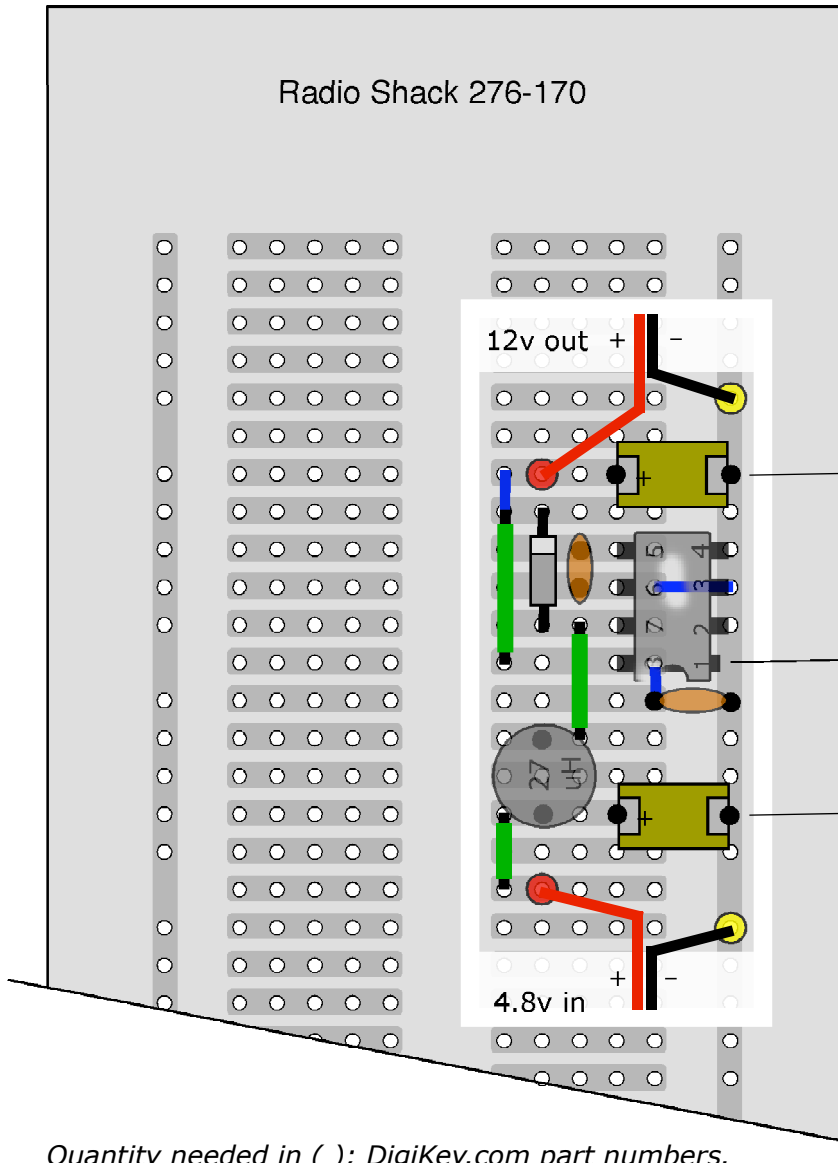 Radio Shack 276-170
12v out + -
+
5 4
6 3
7 2
8 1
27
uH
+
+ -
4.8v in
Quantity needed in ( ); DigiKey.com part numbers.